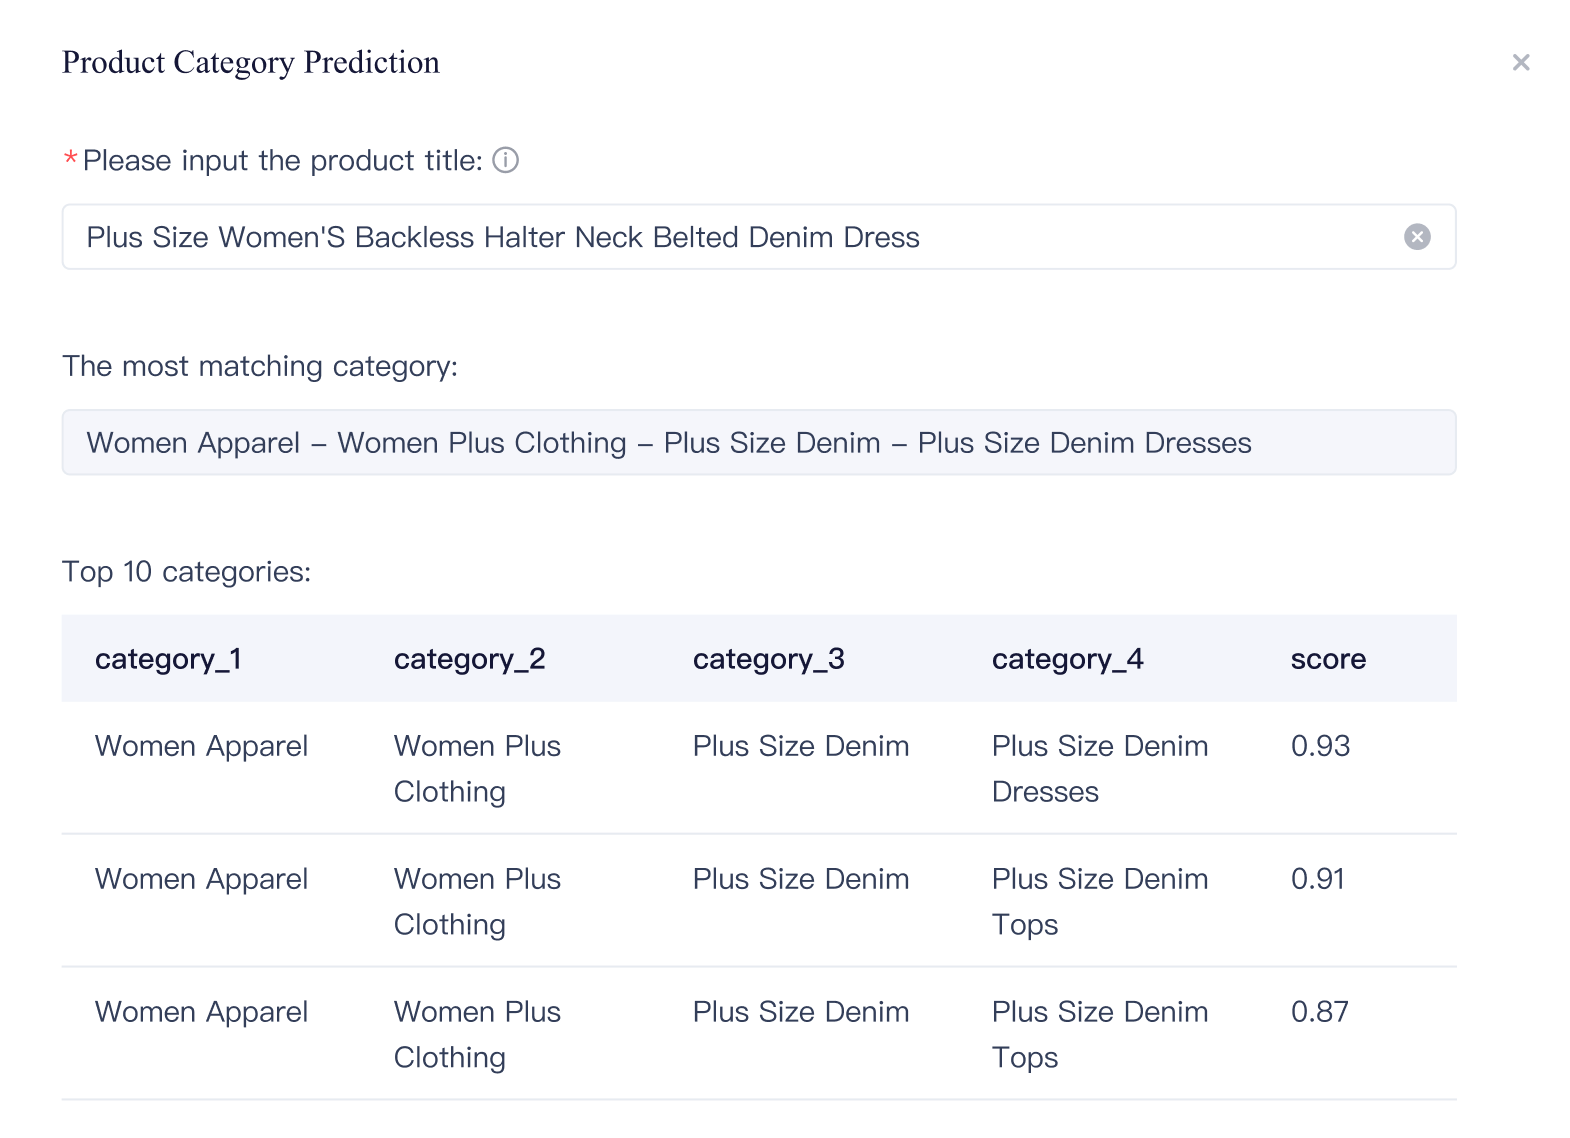 Product Category Prediction
*Please input the product title:
Plus Size Women'S Backless Halter Neck Belted Denim Dress
The most matching category:
Women Apparel – Women Plus Clothing – Plus Size Denim – Plus Size Denim Dresses
Top 10 categories:
category_1 category_2 category_3 category_4 score
Women Apparel Women Plus Plus Size Denim Plus Size Denim 0.93
Clothing Dresses
Women Apparel Women Plus Plus Size Denim Plus Size Denim 0.91
Clothing Tops
Women Apparel Women Plus Plus Size Denim Plus Size Denim 0.87
Clothing Tops